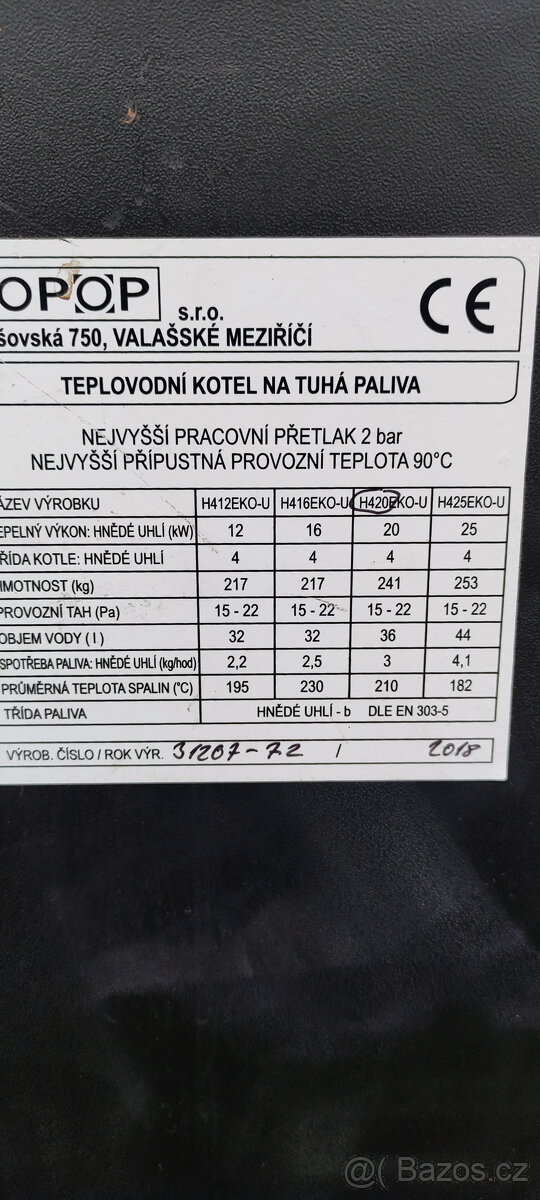 OPOP s.r.o.
šovská 750, VALAŠSKÉ MEZIŘÍČÍ
CE
TEPLOVODNÍ KOTEL NA TUHÁ PALIVA
NEJVYŠŠÍ PRACOVNÍ PŘETLAK 2 bar
NEJVYŠŠÍ PŘÍPUSTNÁ PROVOZNÍ TEPLOTA 90°C
ÁZEV VÝROBKU H412EKO-U H416EKO-U H420EKO-U H425EKO-U
EPELNÝ VÝKON: HNĚDÉ UHLÍ (kW) 12 16 20 25
ŘÍDA KOTLE: HNĚDÉ UHLÍ 4 4 4 4
HMOTNOST (kg) 217 217 241 253
PROVOZNÍ TAH (Pa) 15 - 22 15 - 22 15 - 22 15 - 22
OBJEM VODY ( l ) 32 32 36 44
SPOTŘEBA PALIVA: HNĚDÉ UHLÍ (kg/hod) 2,2 2,5 3 4,1
PRŮMĚRNÁ TEPLOTA SPALIN (°C) 195 230 210 182
TŘÍDA PALIVA HNĚDÉ UHLÍ - b DLE EN 303-5
VÝROB. ČÍSLO / ROK VÝR. 31207-72 / 2018
@ Bazoš.cz